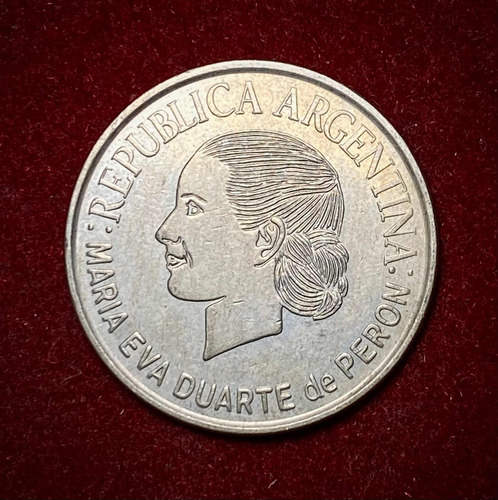 REPUBLICA ARGENTINA
MARIA EVA DUARTE de PERON